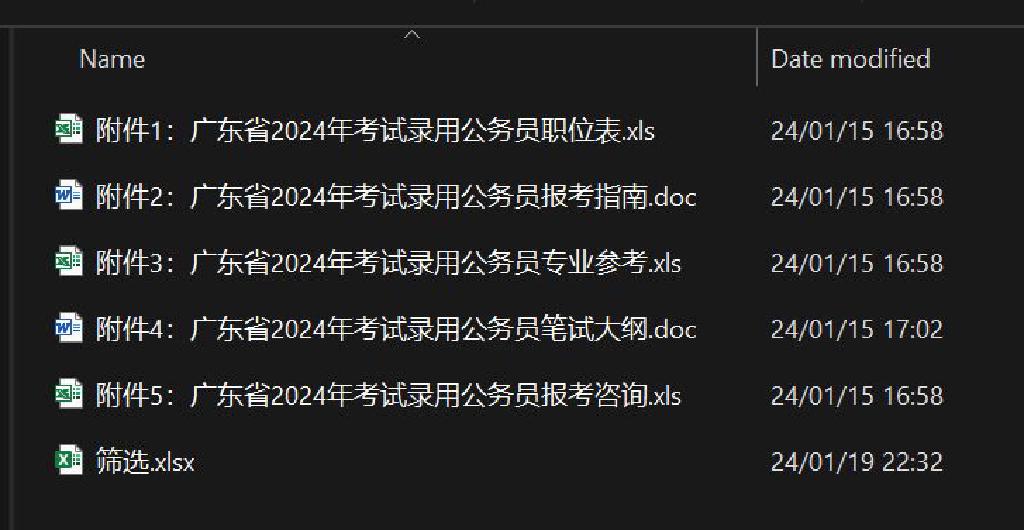 Name Date modified
附件1：广东省2024年考试录用公务员职位表.xls 24/01/15 16:58
附件2：广东省2024年考试录用公务员报考指南.doc 24/01/15 16:58
附件3：广东省2024年考试录用公务员专业参考.xls 24/01/15 16:58
附件4：广东省2024年考试录用公务员笔试大纲.doc 24/01/15 17:02
附件5：广东省2024年考试录用公务员报考咨询.xls 24/01/15 16:58
筛选.xlsx 24/01/19 22:32